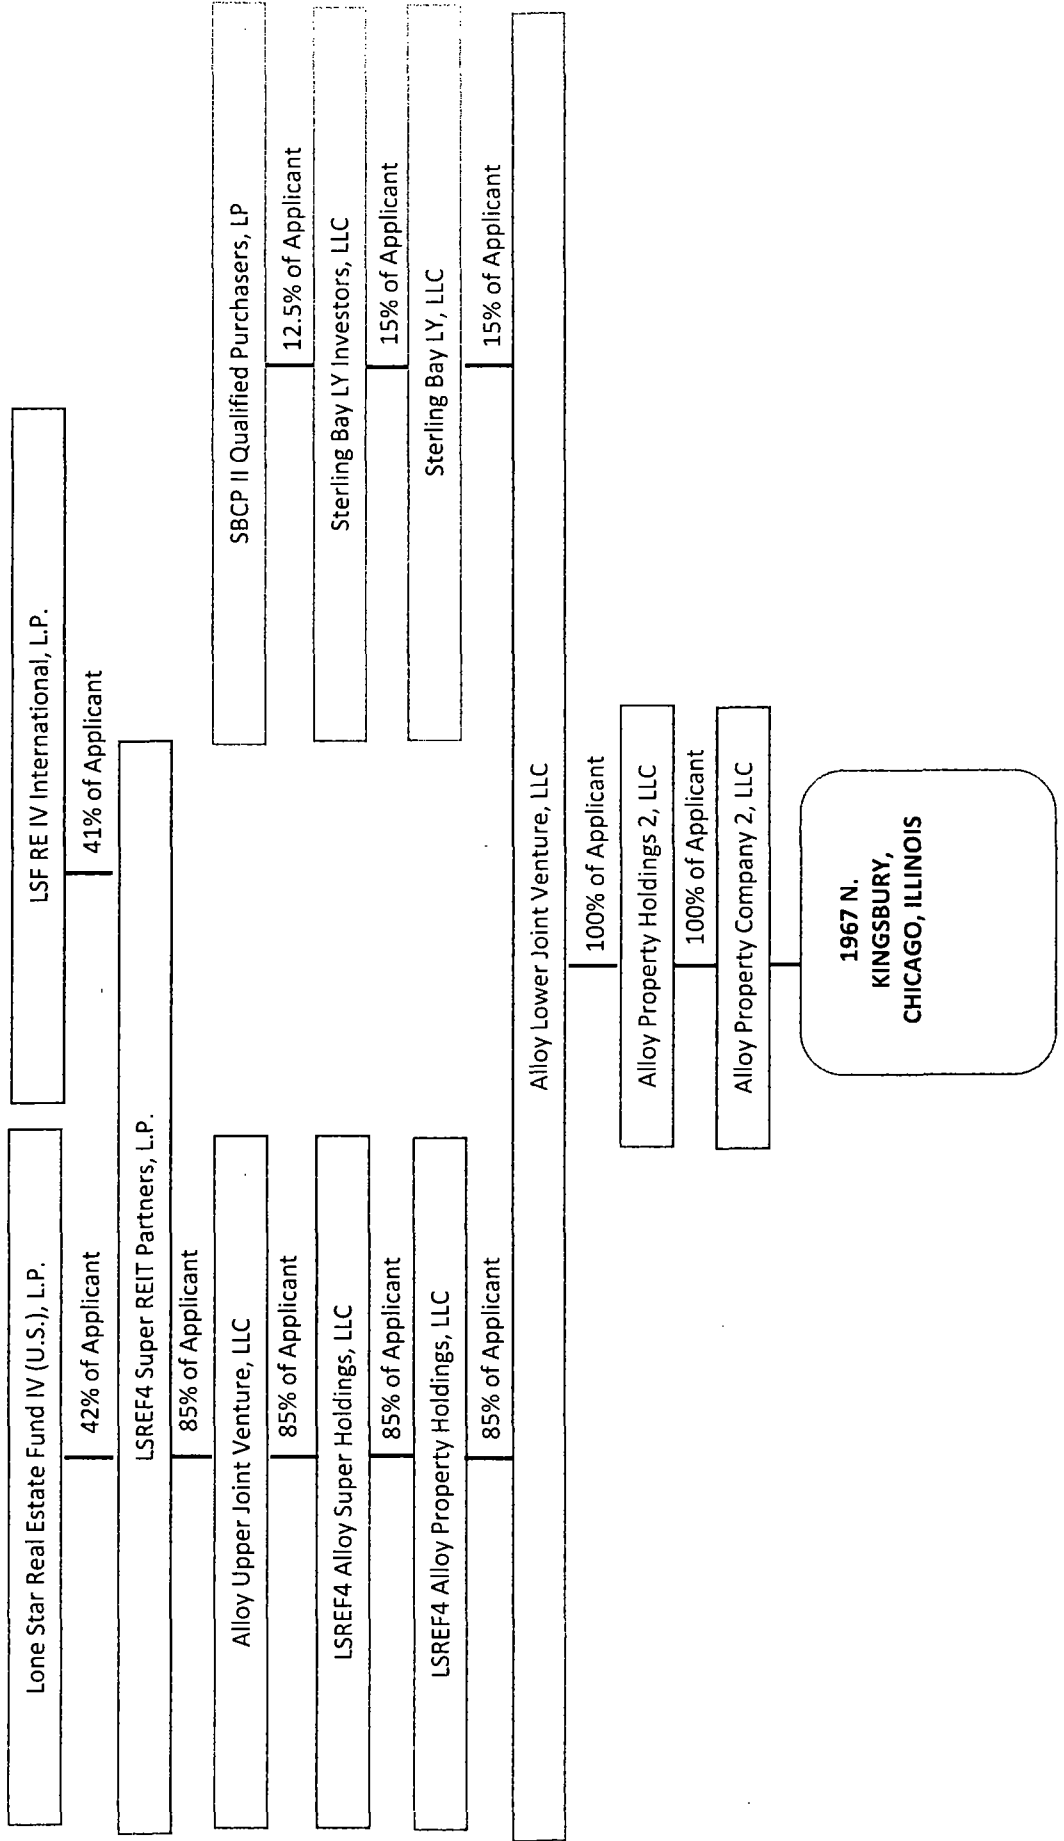 Lone Star Real Estate Fund IV (U.S.), L.P.
LSF RE IV International, L.P.
42% of Applicant
41% of Applicant
LSREF4 Super REIT Partners, L.P.
85% of Applicant
Alloy Upper Joint Venture, LLC
SBCP II Qualified Purchasers, LP
85% of Applicant
12.5% of Applicant
LSREF4 Alloy Super Holdings, LLC
Sterling Bay LY Investors, LLC
85% of Applicant
15% of Applicant
LSREF4 Alloy Property Holdings, LLC
Sterling Bay LY, LLC
85% of Applicant
15% of Applicant
Alloy Lower Joint Venture, LLC
100% of Applicant
Alloy Property Holdings 2, LLC
100% of Applicant
Alloy Property Company 2, LLC
1967 N.
KINGSBURY,
CHICAGO, ILLINOIS